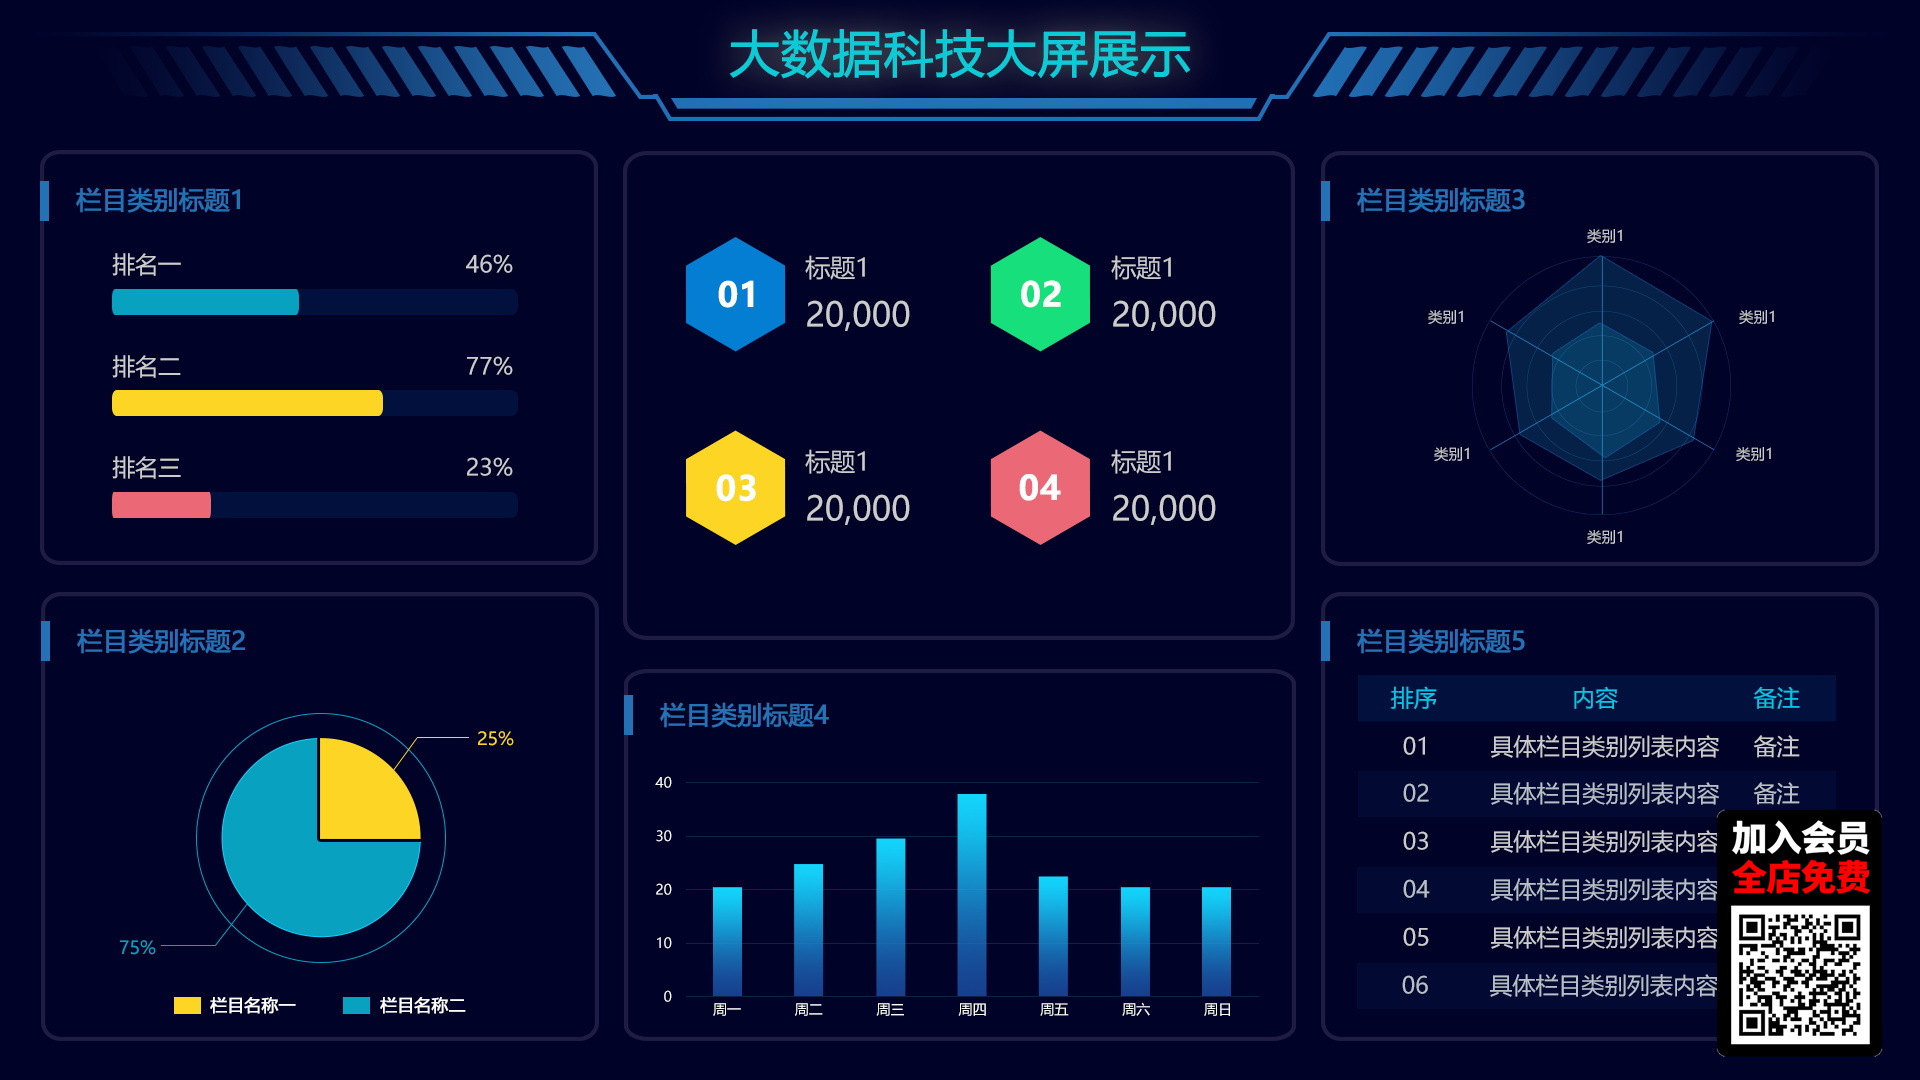 大数据科技大屏展示
栏目类别标题1
排名一 46%
排名二 77%
排名三 23%
01 标题1
20,000
02 标题1
20,000
03 标题1
20,000
04 标题1
20,000
栏目类别标题3
类别1
类别1
类别1
类别1
类别1
类别1
栏目类别标题2
25%
75%
栏目名称一 栏目名称二
栏目类别标题4
40
30
20
10
0
周一 周二 周三 周四 周五 周六 周日
栏目类别标题5
排序 内容 备注
01 具体栏目类别列表内容 备注
02 具体栏目类别列表内容 备注
03 具体栏目类别列表内容
04 具体栏目类别列表内容
05 具体栏目类别列表内容
06 具体栏目类别列表内容
加入会员
全店免费